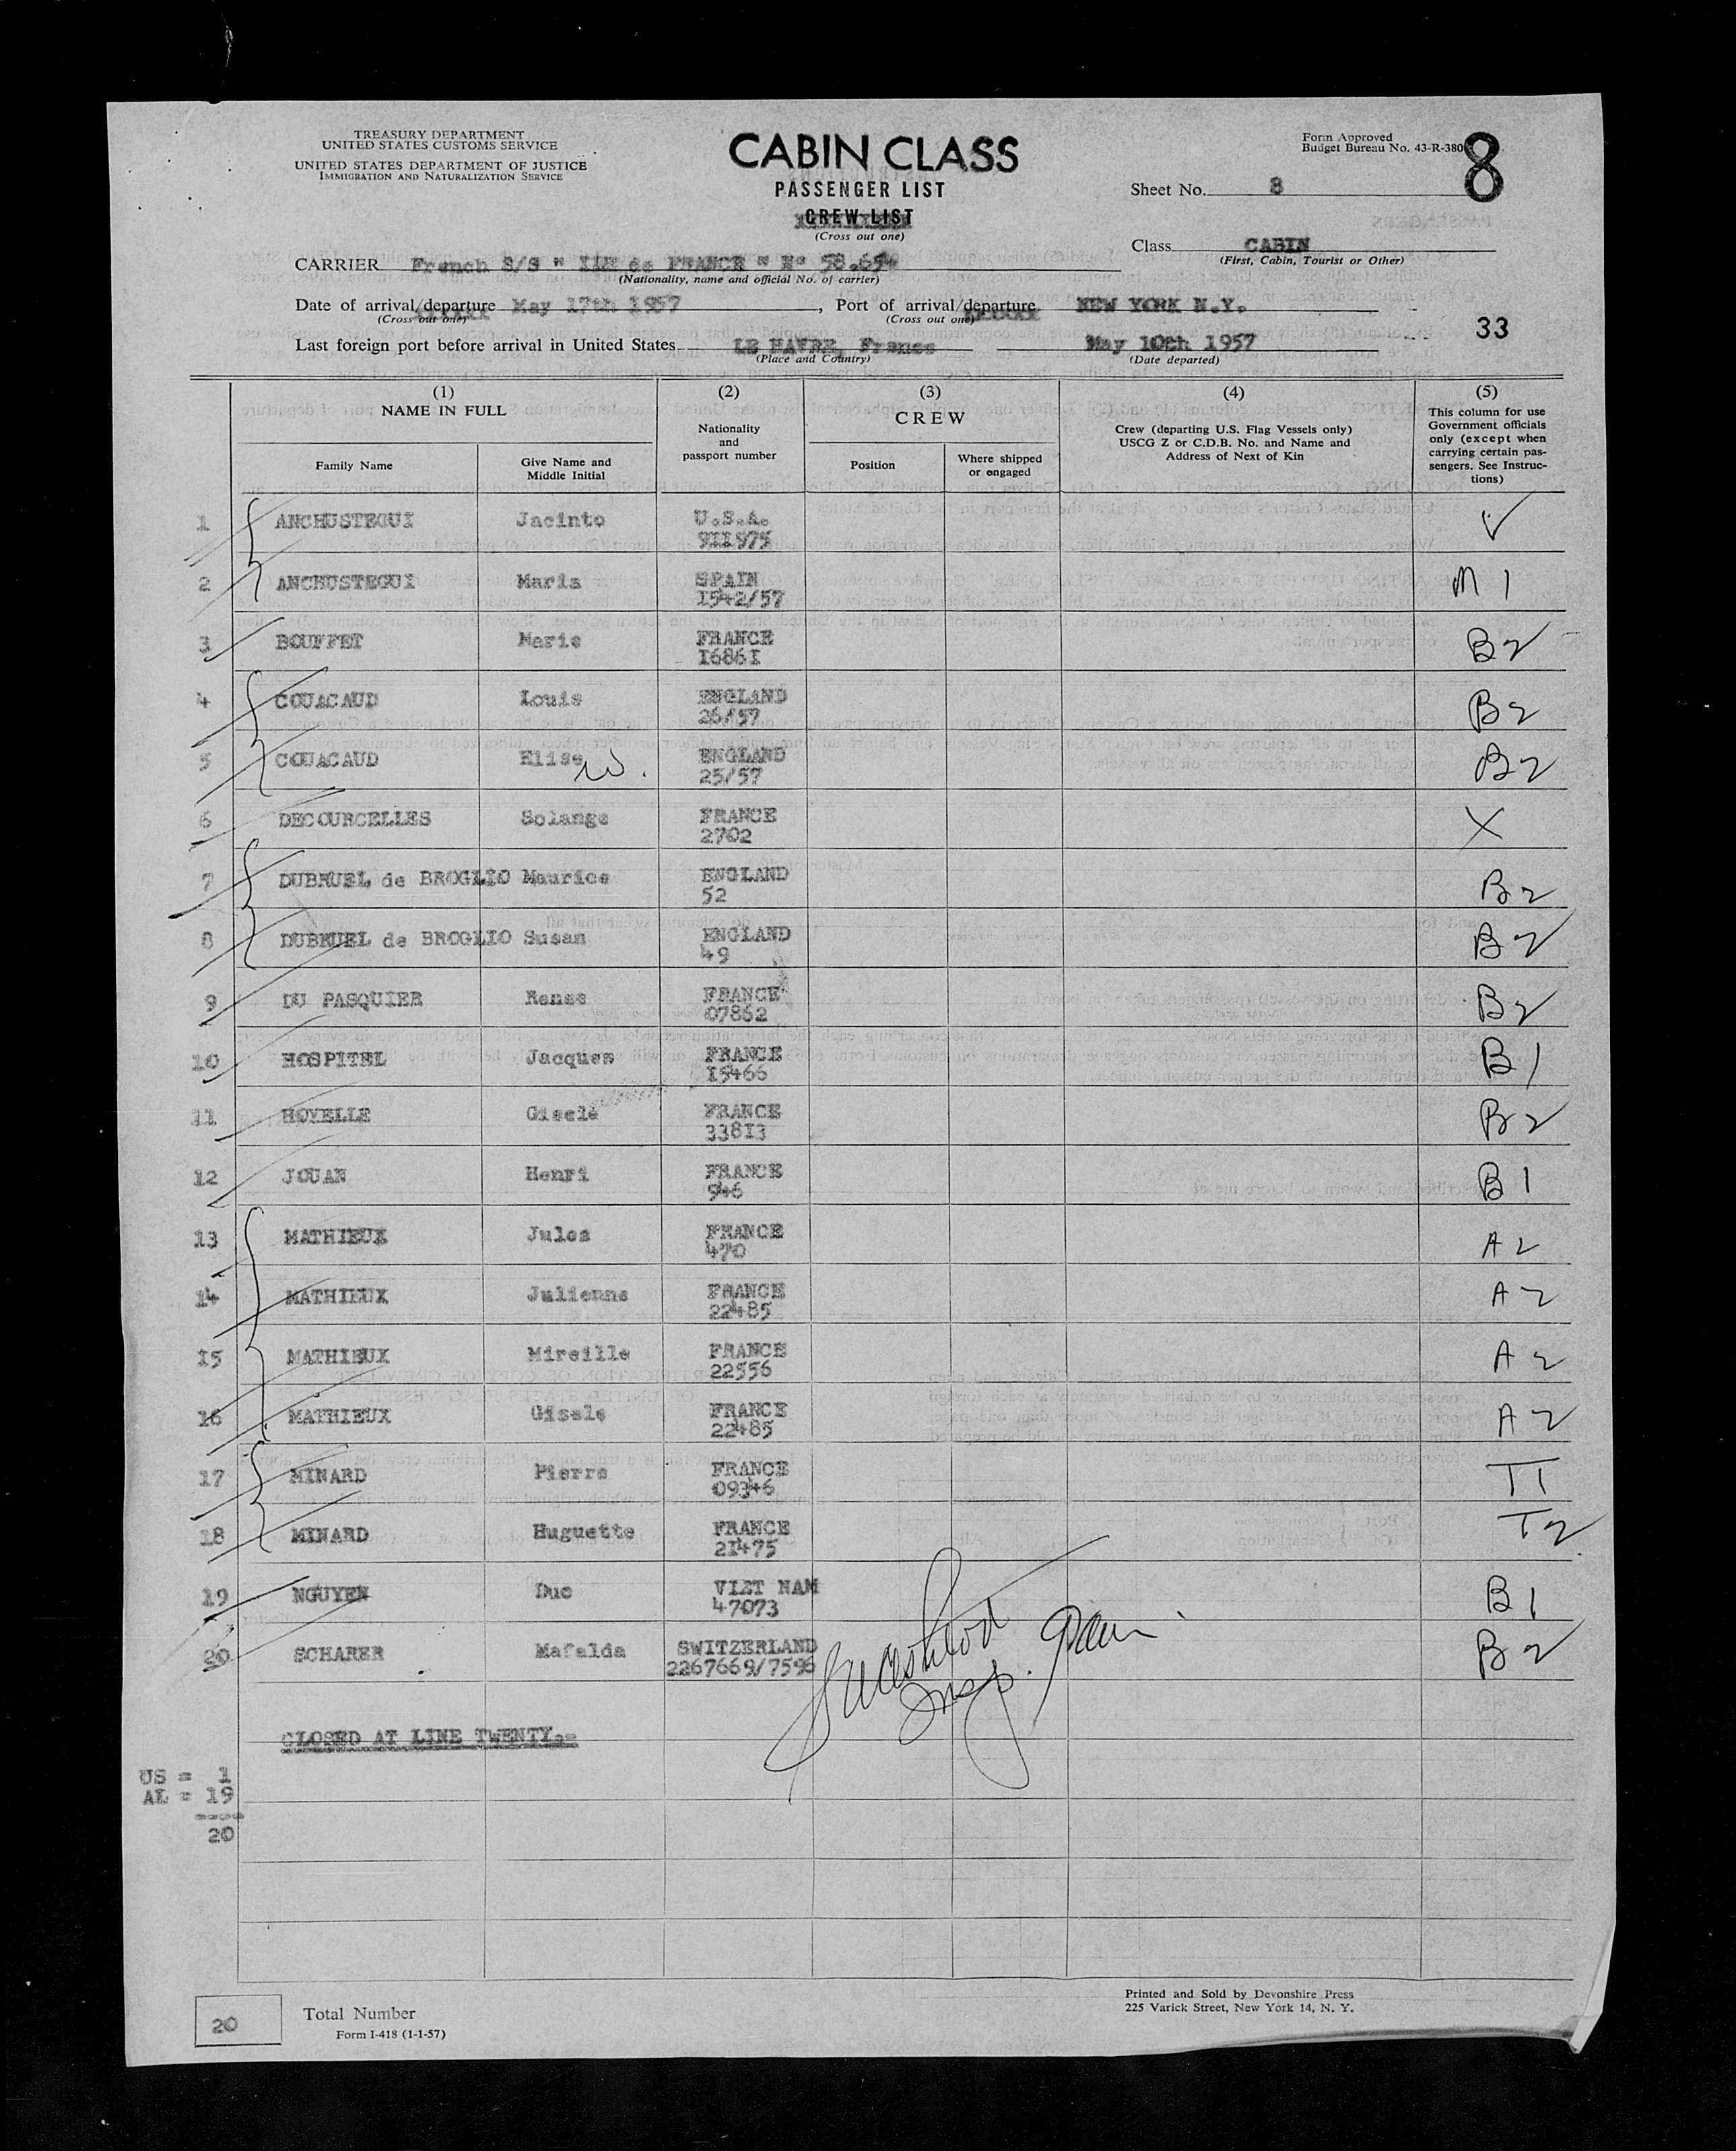 TREASURY DEPARTMENT
UNITED STATES CUSTOMS SERVICE
UNITED STATES DEPARTMENT OF JUSTICE
IMMIGRATION AND NATURALIZATION SERVICE
CABIN CLASS
PASSENGER LIST
CREW LIST
(Cross out one)
Form Approved
Budget Bureau No. 43-R-380
8
Sheet No. 8
Class CABIN
(First, Cabin, Tourist or Other)
CARRIER French S/S " ILE de FRANCE " N° 58.654
(Nationality, name and official No. of carrier)
Date of arrival/departure May 17th 1957, Port of arrival/departure NEW YORK N.Y.
(Cross out one) (Cross out one)
33
Last foreign port before arrival in United States LE HAVRE, France May 10th 1957
(Place and Country) (Date departed)
(1) (2) (3) (4) (5)
NAME IN FULL
Family Name
Give Name and
Middle Initial
Nationality
and
passport number
CREW
Position
Where shipped
or engaged
Crew (departing U.S. Flag Vessels only)
USCG Z or C.D.B. No. and Name and
Address of Next of Kin
This column for use
Government officials
only (except when
carrying certain pas-
sengers. See Instruc-
tions)
1 ANCHUSTEGUI Jacinto U.S.A.
911975
2 ANCHUSTEGUI Maria SPAIN M 1
1542/57
3 BOUFFET Marie FRANCE B2
16861
4 COUACAUD Louis ENGLAND B2
26/57
5 COUACAUD Elise W. ENGLAND B2
25/57
6 DECOURCELLES Solange FRANCE X
2702
7 DUBRUEL de BROGLIO Maurice ENGLAND B2
52
8 DUBRUEL de BROGLIO Susan ENGLAND B2
49
9 DU PASQUIER Renee FRANCE B2
07862
10 HOSPITEL Jacques FRANCE B1
15466
11 HOYELLE Gisele FRANCE B2
33813
12 JOUAN Henri FRANCE B1
946
13 MATHIEUX Jules FRANCE A2
470
14 MATHIEUX Julienne FRANCE A2
22485
15 MATHIEUX Mireille FRANCE A2
22556
16 MATHIEUX Gisele FRANCE A2
22485
17 MINARD Pierre FRANCE T1
09346
18 MINARD Huguette FRANCE T2
21475
19 NGUYEN Duc VIET NAM B1
47073
20 SCHARER Mafalda SWITZERLAND B2
2267669/7596
Insp.
CLOSED AT LINE TWENTY.=
US = 1
AL = 19
----
20
20
Total Number
Form I-418 (1-1-57)
Printed and Sold by Devonshire Press
225 Varick Street, New York 14, N. Y.